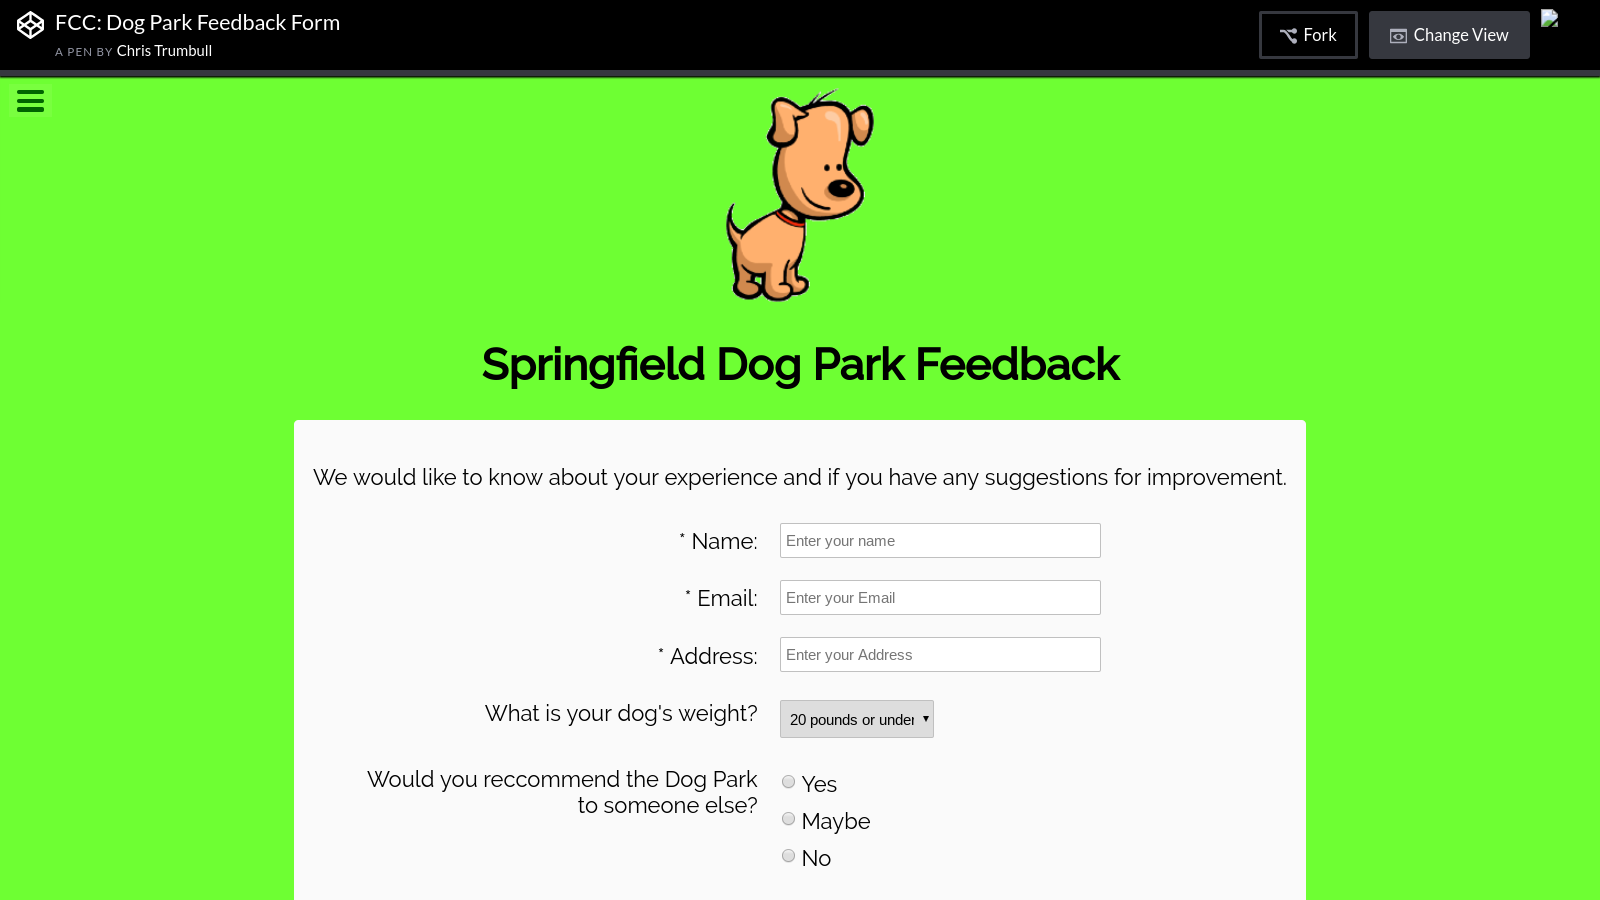 FCC: Dog Park Feedback Form
A PEN BY Chris Trumbull
Fork
Change View
Springfield Dog Park Feedback
We would like to know about your experience and if you have any suggestions for improvement.
* Name:
Enter your name
* Email:
Enter your Email
* Address:
Enter your Address
What is your dog's weight?
20 pounds or under
Would you reccommend the Dog Park
to someone else?
Yes
Maybe
No